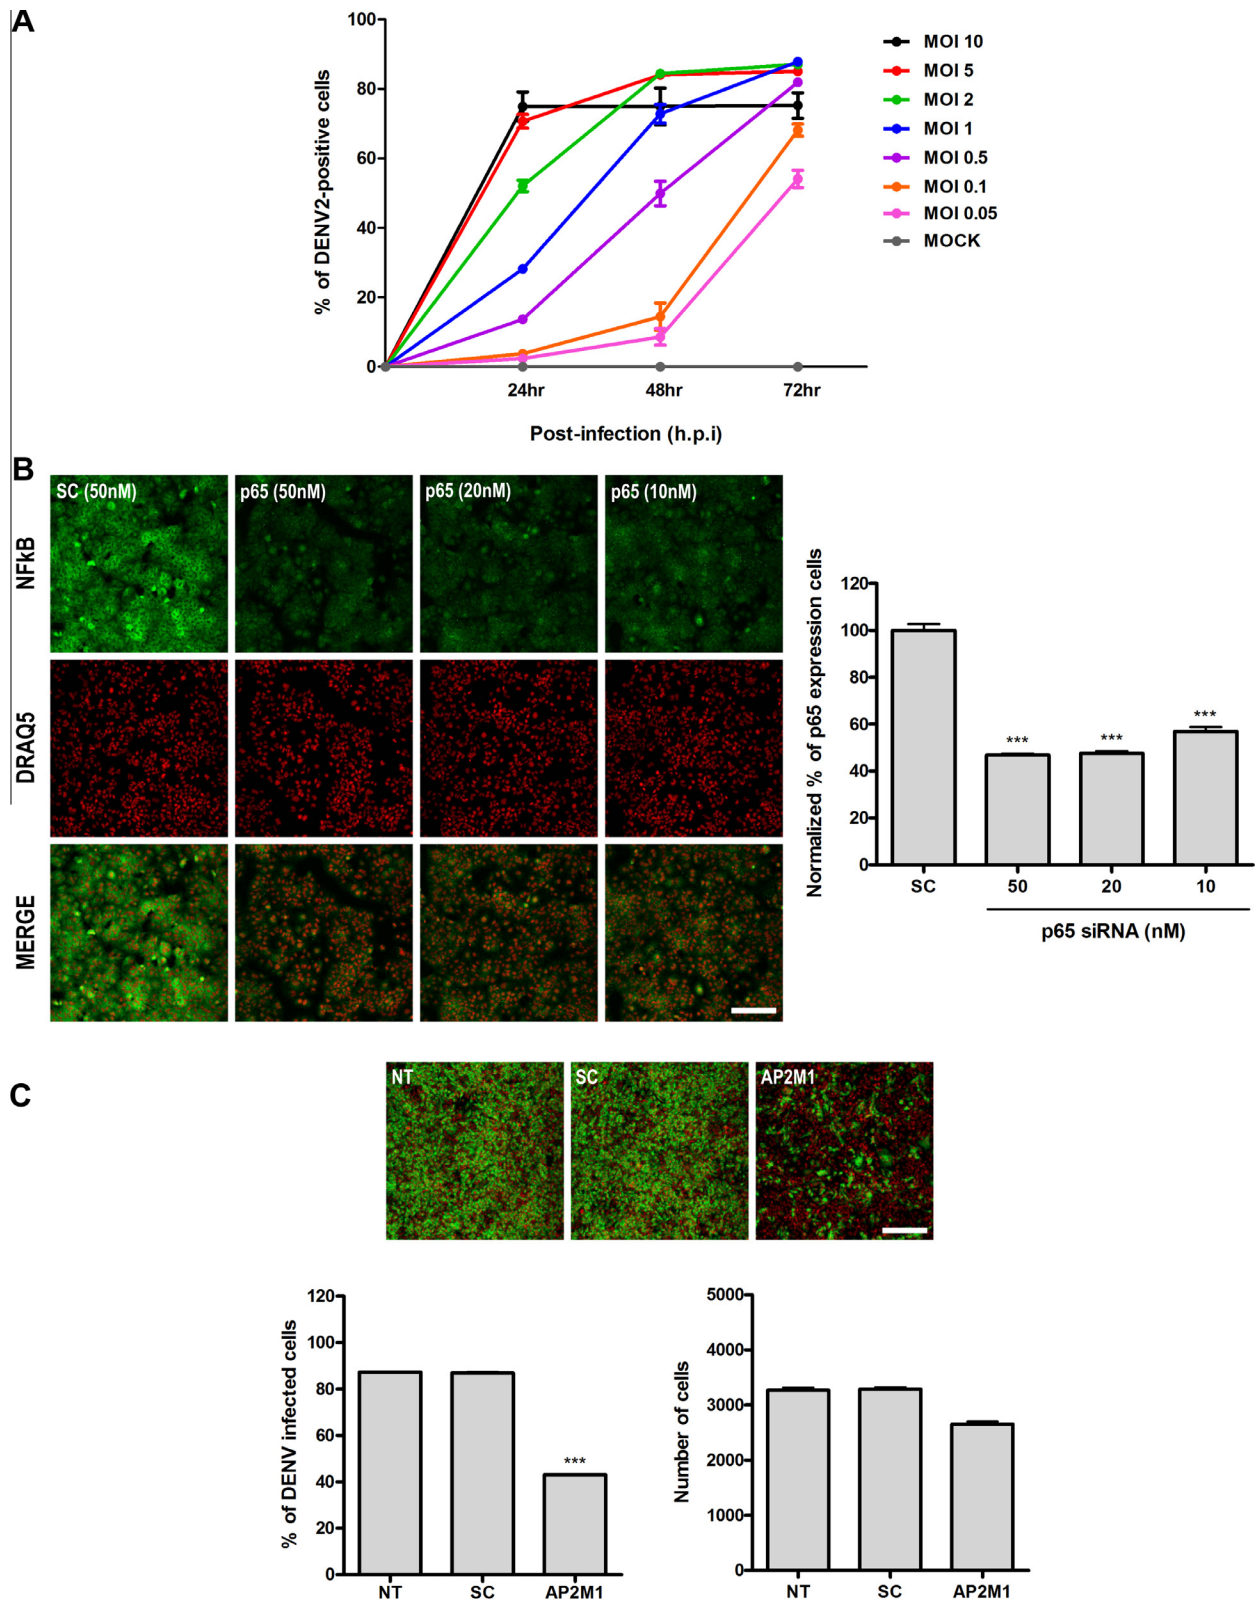 A
% of DENV2-positive cells
100
80
60
40
20
0
24hr 48hr 72hr
Post-infection (h.p.i)
MOI 10
MOI 5
MOI 2
MOI 1
MOI 0.5
MOI 0.1
MOI 0.05
MOCK
B
SC (50nM) p65 (50nM) p65 (20nM) p65 (10nM)
NFkB
DRAQ5
MERGE
Normalized % of p65 expression cells
120
100
80
60
40
20
0
*** *** ***
SC 50 20 10
p65 siRNA (nM)
C
NT SC AP2M1
% of DENV infected cells
120
100
80
60
40
20
0
***
NT SC AP2M1
Number of cells
5000
4000
3000
2000
1000
0
NT SC AP2M1